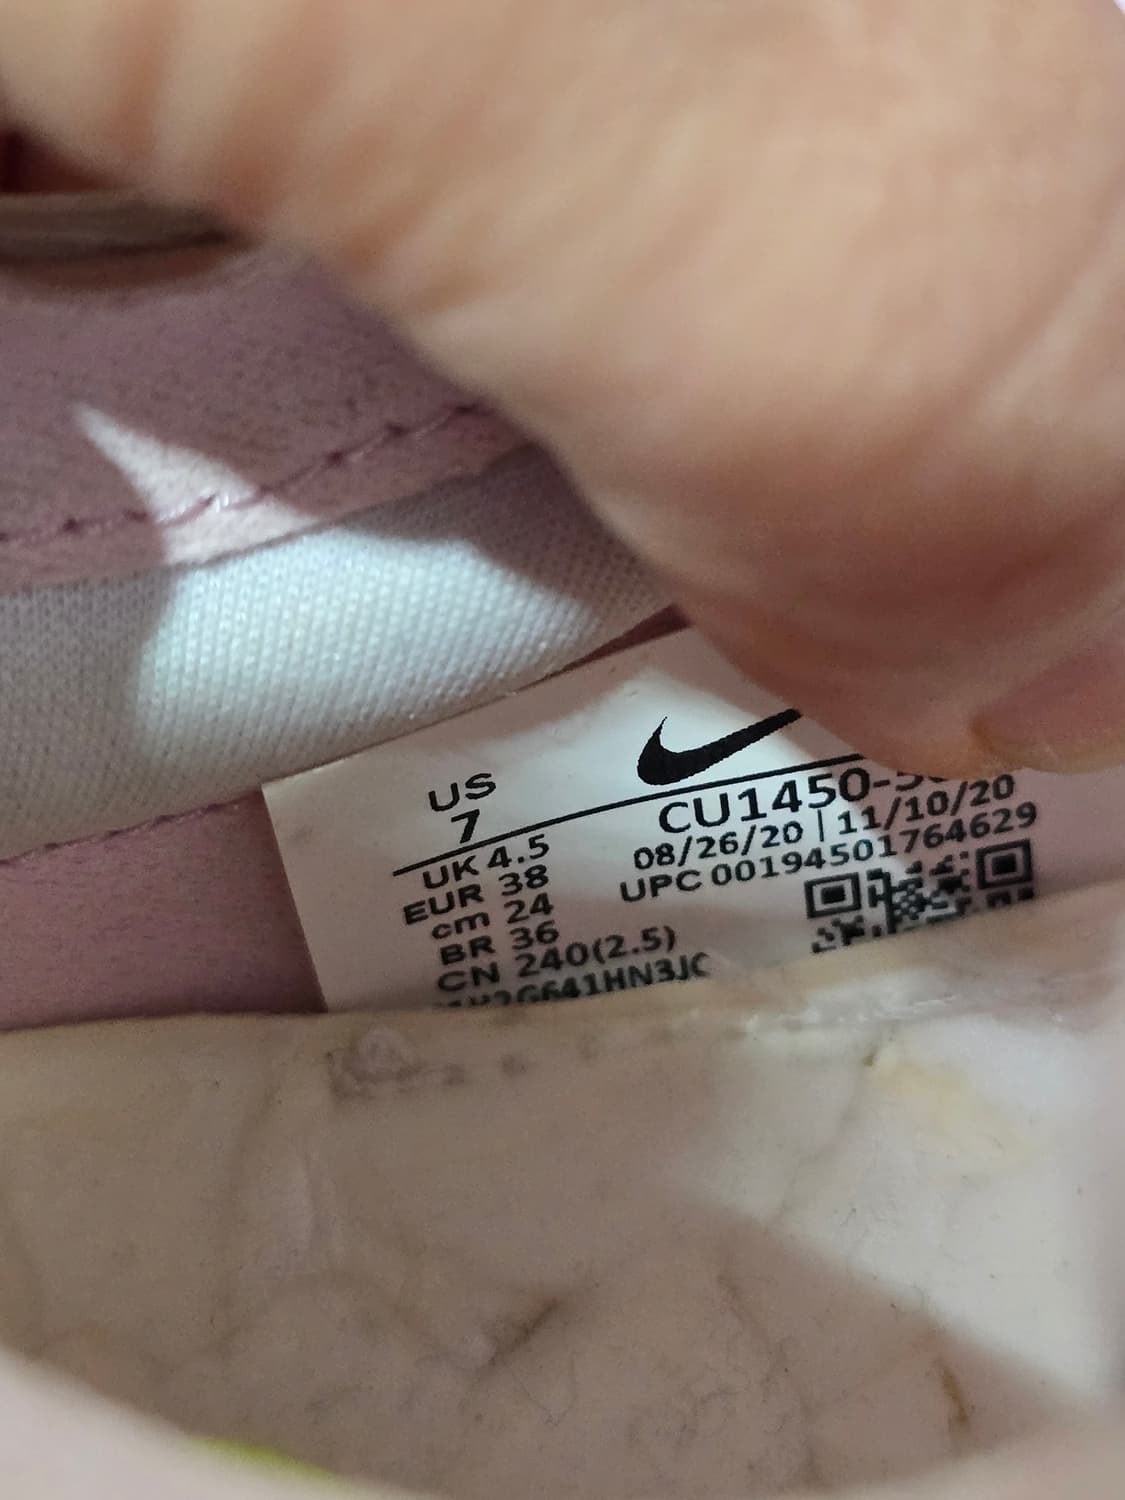 US
7
UK 4.5
EUR 38
cm 24
BR 36
CN 240(2.5)
CU1450-5
08/26/20 | 11/10/20
UPC 00194501764629